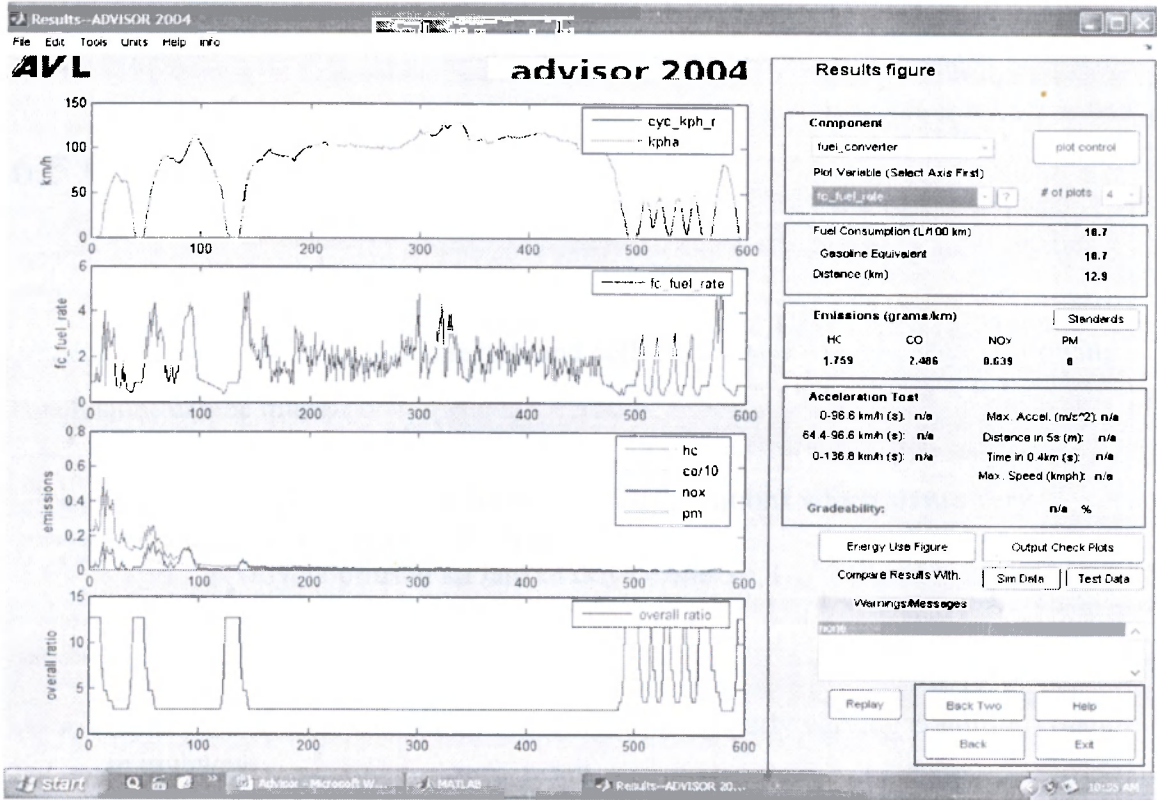 Results--ADVISOR 2004
File Edit Tools Units Help Info
AVL
advisor 2004
150
100
50
0
km/h
cyc_kph_r
kpha
0 100 200 300 400 500 600
6
4
2
0
fc_fuel_rate
fc_fuel_rate
0 100 200 300 400 500 600
0.8
0.6
0.4
0.2
0
emissions
hc
co/10
nox
pm
0 100 200 300 400 500 600
15
10
5
0
overall ratio
overall ratio
0 100 200 300 400 500 600
Results figure
Component
fuel_converter
plot control
Plot Variable (Select Axis First)
fc_fuel_rate
?
# of plots 4
Fuel Consumption (L/100 km) 10.7
Gasoline Equivalent 10.7
Distance (km) 12.9
Emissions (grams/km)
Standards
HC CO NOx PM
1.759 2.486 0.639 0
Acceleration Test
0-96.6 km/h (s): n/a
64.4-96.6 km/h (s): n/a
0-136.8 km/h (s): n/a
Max. Accel. (m/s^2): n/a
Distance in 5s (m): n/a
Time in 0.4km (s): n/a
Max. Speed (kmph): n/a
Gradeability: n/a %
Energy Use Figure
Output Check Plots
Compare Results With:
Sim Data
Test Data
Warnings/Messages
Replay
Back Two
Help
Back
Exit
start
Advisor - Microsoft W...
MATLAB
Results--ADVISOR 20...
10:35 AM